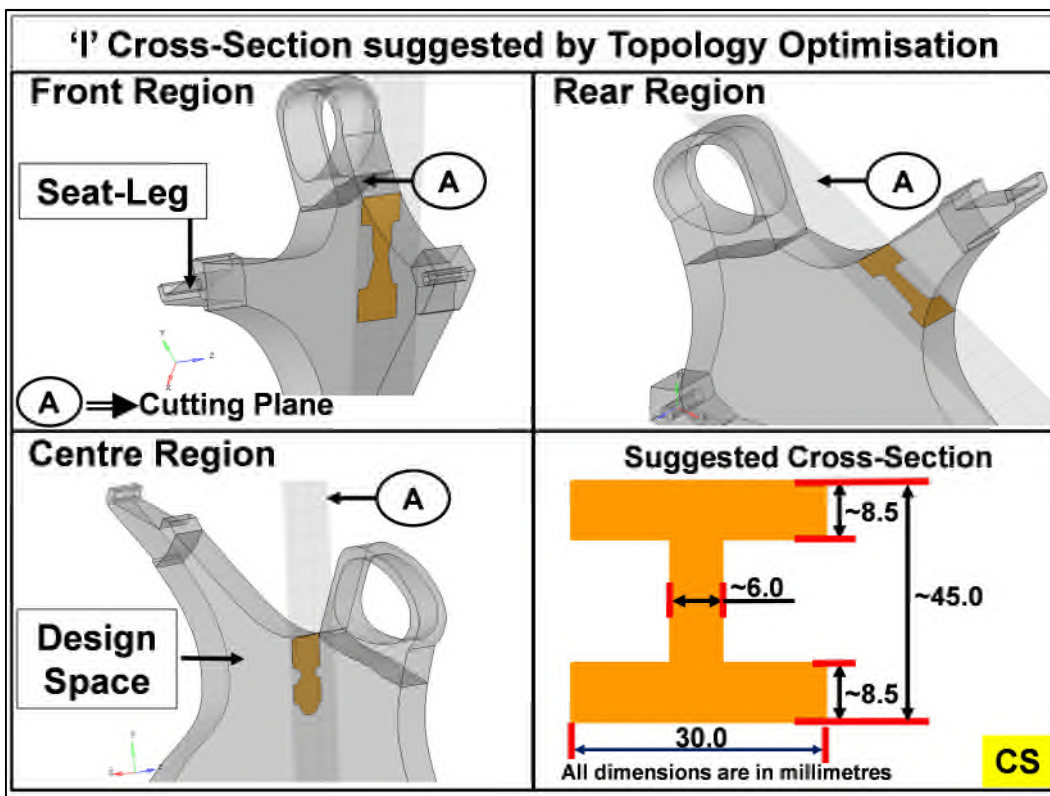 ‘I’ Cross-Section suggested by Topology Optimisation
Front Region
A
Seat-Leg
A
Cutting Plane
Rear Region
A
Centre Region
A
Design
Space
Suggested Cross-Section
~8.5
~6.0
~45.0
~8.5
30.0
All dimensions are in millimetres
CS